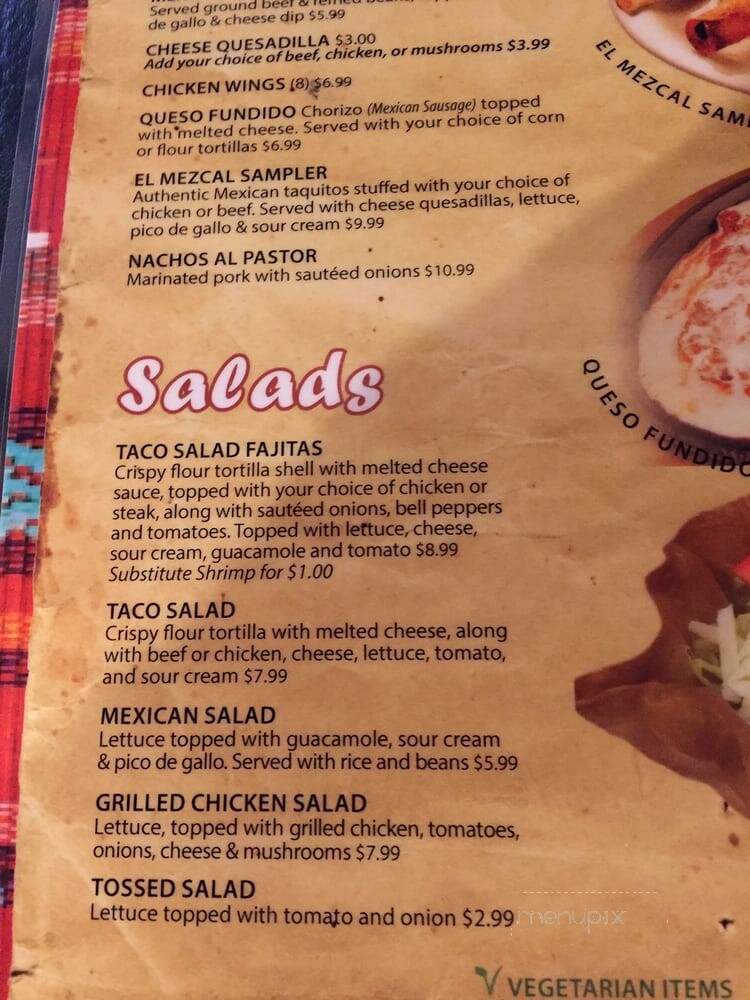 Served ground beef & refried beans,
de gallo & cheese dip $5.99
CHEESE QUESADILLA $3.00
Add your choice of beef, chicken, or mushrooms $3.99
CHICKEN WINGS (8) $6.99
QUESO FUNDIDO Chorizo (Mexican Sausage) topped
with melted cheese. Served with your choice of corn
or flour tortillas $6.99
EL MEZCAL SAMPLER
Authentic Mexican taquitos stuffed with your choice of
chicken or beef. Served with cheese quesadillas, lettuce,
pico de gallo & sour cream $9.99
NACHOS AL PASTOR
Marinated pork with sautéed onions $10.99
EL MEZCAL SAM
QUESO FUNDIDO
Salads
TACO SALAD FAJITAS
Crispy flour tortilla shell with melted cheese
sauce, topped with your choice of chicken or
steak, along with sautéed onions, bell peppers
and tomatoes. Topped with lettuce, cheese,
sour cream, guacamole and tomato $8.99
Substitute Shrimp for $1.00
TACO SALAD
Crispy flour tortilla with melted cheese, along
with beef or chicken, cheese, lettuce, tomato,
and sour cream $7.99
MEXICAN SALAD
Lettuce topped with guacamole, sour cream
& pico de gallo. Served with rice and beans $5.99
GRILLED CHICKEN SALAD
Lettuce, topped with grilled chicken, tomatoes,
onions, cheese & mushrooms $7.99
TOSSED SALAD
Lettuce topped with tomato and onion $2.99
menupix
VEGETARIAN ITEMS